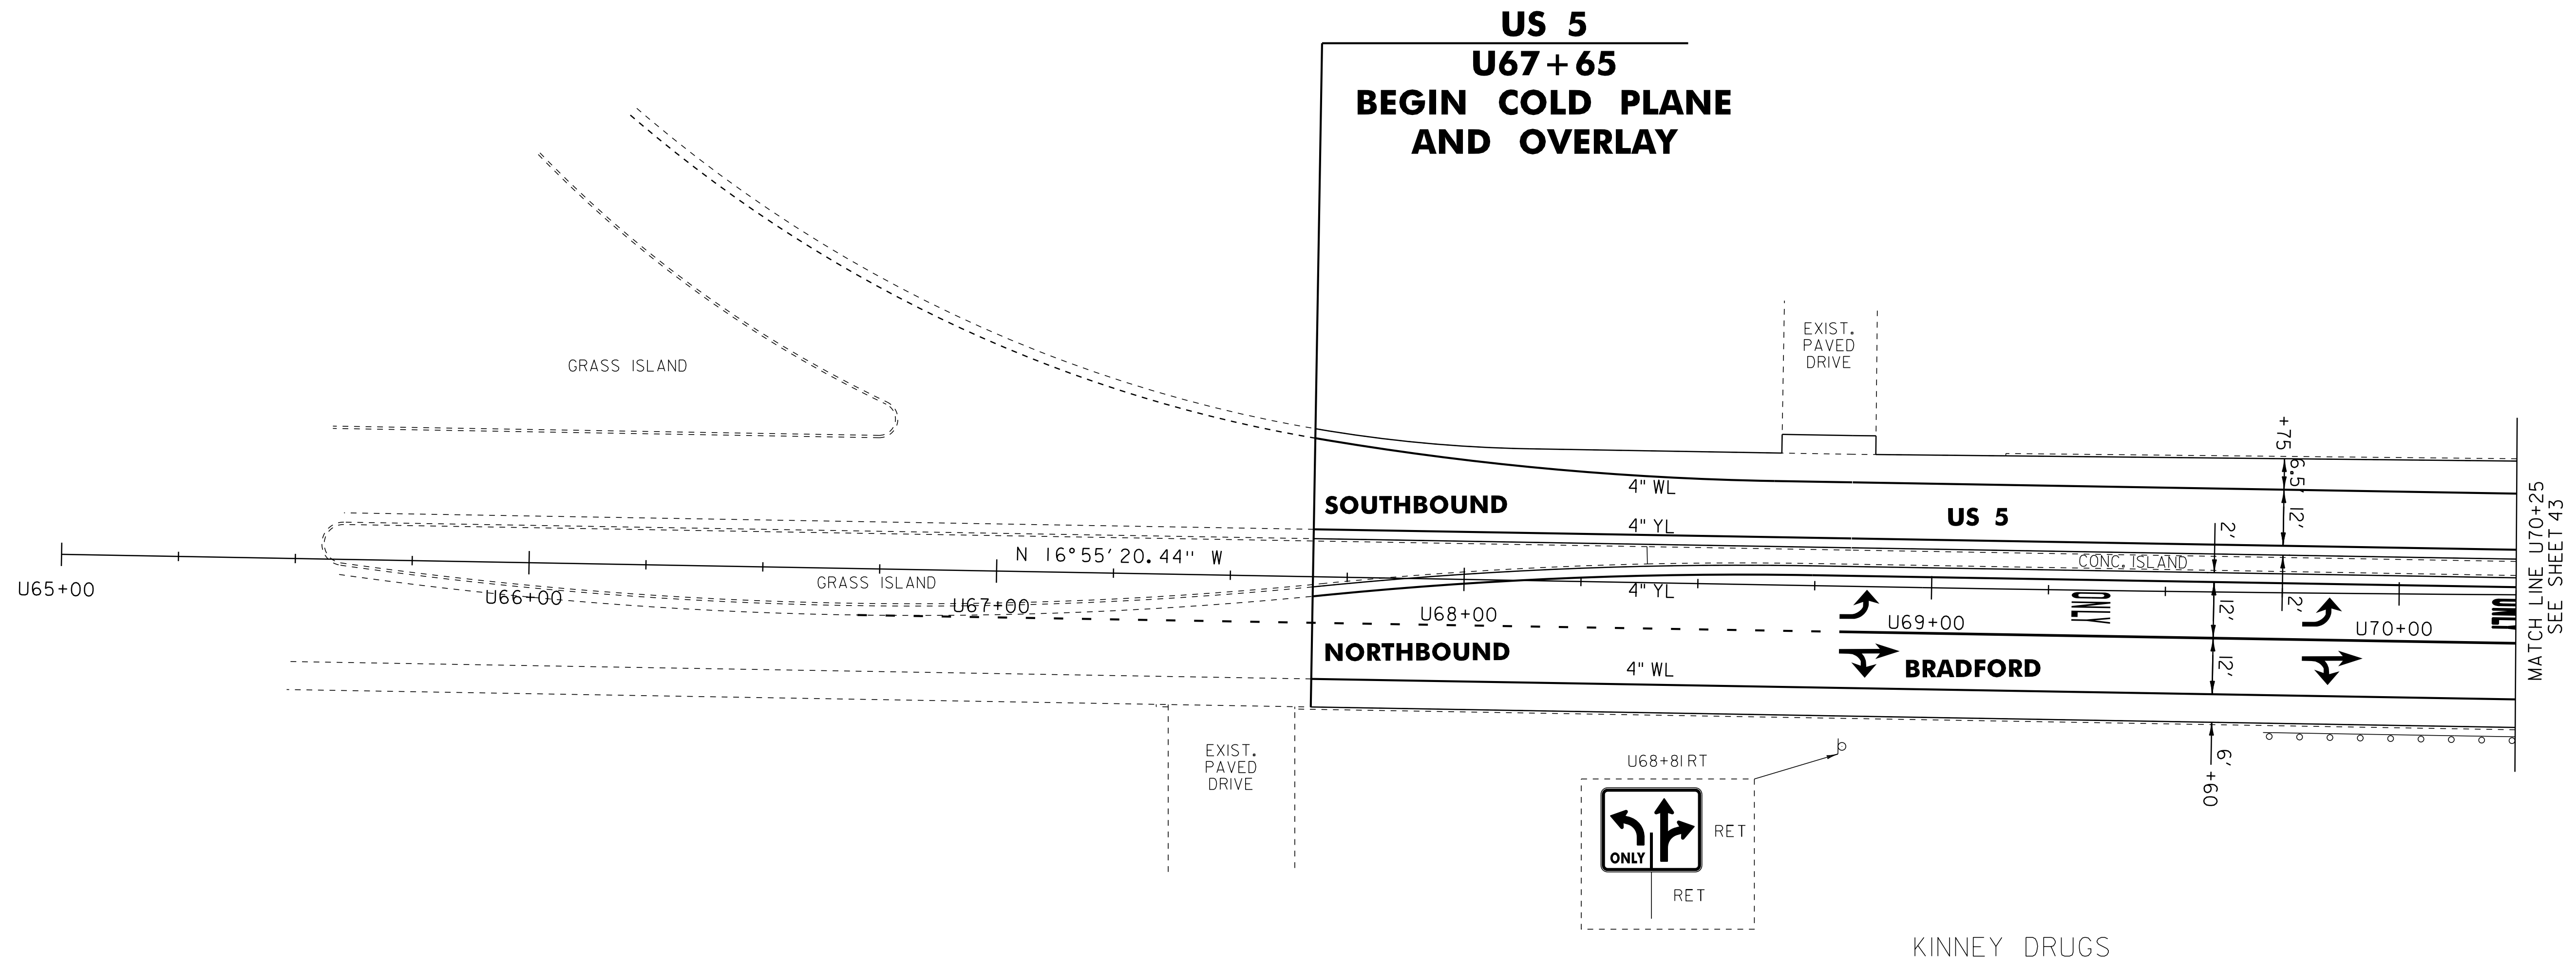 US 5
U67+65
BEGIN COLD PLANE
AND OVERLAY
GRASS ISLAND
EXIST.
PAVED
DRIVE
+75
6.5'
12'
2'
SOUTHBOUND
4" WL
4" YL
US 5
2'
CONC. ISLAND
MATCH LINE U70+25
SEE SHEET 43
N 16°55'20.44" W
GRASS ISLAND
U65+00
U66+00
U67+00
U68+00
U69+00
U70+00
4" YL
ONLY
ONLY
12'
12'
NORTHBOUND
4" WL
BRADFORD
6'
+60
EXIST.
PAVED
DRIVE
U68+81RT
ONLY
RET
RET
KINNEY DRUGS